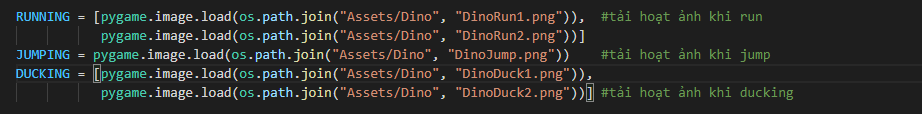 RUNNING = [pygame.image.load(os.path.join("Assets/Dino", "DinoRun1.png")),  #tải hoạt ảnh khi run
           pygame.image.load(os.path.join("Assets/Dino", "DinoRun2.png"))]
JUMPING = pygame.image.load(os.path.join("Assets/Dino", "DinoJump.png"))    #tải hoạt ảnh khi jump
DUCKING = [pygame.image.load(os.path.join("Assets/Dino", "DinoDuck1.png")),
           pygame.image.load(os.path.join("Assets/Dino", "DinoDuck2.png"))] #tải hoạt ảnh khi ducking